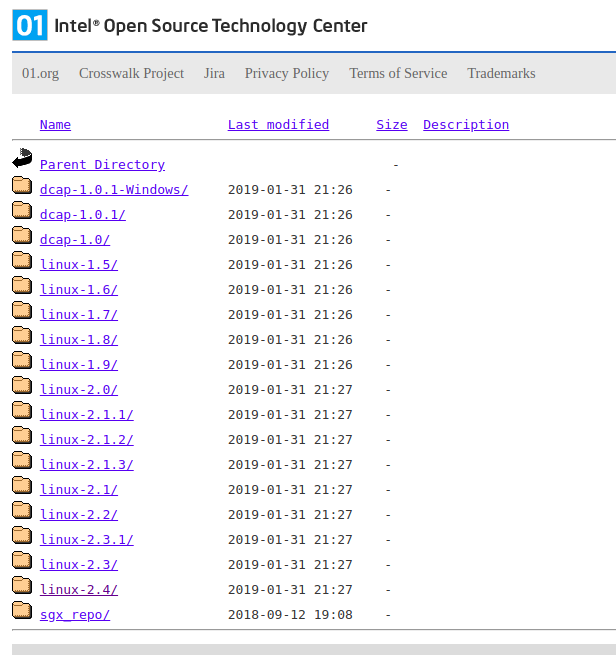 01 Intel® Open Source Technology Center
01.org Crosswalk Project Jira Privacy Policy Terms of Service Trademarks
Name Last modified Size Description
Parent Directory -
dcap-1.0.1-Windows/ 2019-01-31 21:26 -
dcap-1.0.1/ 2019-01-31 21:26 -
dcap-1.0/ 2019-01-31 21:26 -
linux-1.5/ 2019-01-31 21:26 -
linux-1.6/ 2019-01-31 21:26 -
linux-1.7/ 2019-01-31 21:26 -
linux-1.8/ 2019-01-31 21:26 -
linux-1.9/ 2019-01-31 21:26 -
linux-2.0/ 2019-01-31 21:27 -
linux-2.1.1/ 2019-01-31 21:27 -
linux-2.1.2/ 2019-01-31 21:27 -
linux-2.1.3/ 2019-01-31 21:27 -
linux-2.1/ 2019-01-31 21:27 -
linux-2.2/ 2019-01-31 21:27 -
linux-2.3.1/ 2019-01-31 21:27 -
linux-2.3/ 2019-01-31 21:27 -
linux-2.4/ 2019-01-31 21:27 -
sgx_repo/ 2018-09-12 19:08 -